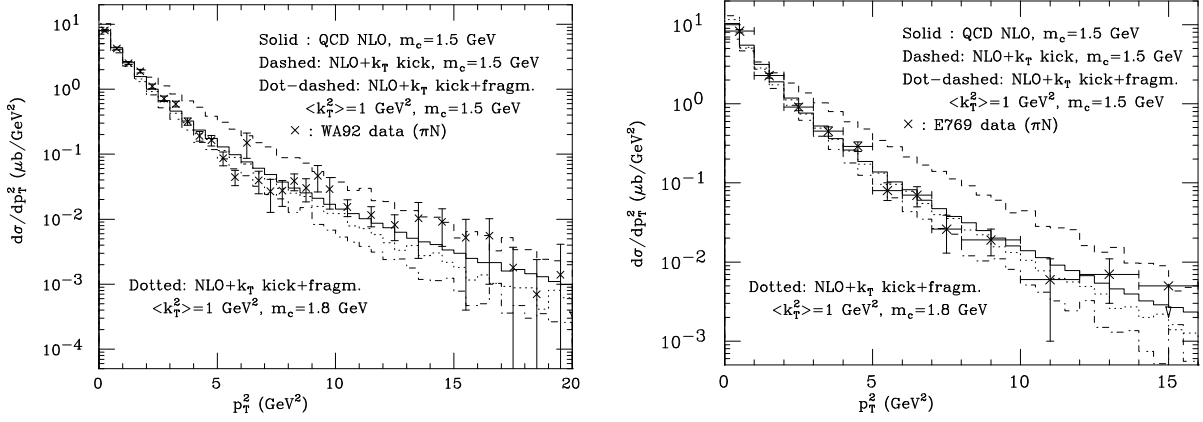 Solid : QCD NLO, m_c=1.5 GeV
Dashed: NLO+k_T kick, m_c=1.5 GeV
Dot-dashed: NLO+k_T kick+fragm.
<k_T^2>=1 GeV^2, m_c=1.5 GeV
× : WA92 data (πN)
Dotted: NLO+k_T kick+fragm.
<k_T^2>=1 GeV^2, m_c=1.8 GeV
dσ/dp_T^2 (μb/GeV^2)
10^1
10^0
10^-1
10^-2
10^-3
10^-4
0 5 10 15 20
p_T^2 (GeV^2)
Solid : QCD NLO, m_c=1.5 GeV
Dashed: NLO+k_T kick, m_c=1.5 GeV
Dot-dashed: NLO+k_T kick+fragm.
<k_T^2>=1 GeV^2, m_c=1.5 GeV
× : E769 data (πN)
Dotted: NLO+k_T kick+fragm.
<k_T^2>=1 GeV^2, m_c=1.8 GeV
dσ/dp_T^2 (μb/GeV^2)
10^1
10^0
10^-1
10^-2
10^-3
0 5 10 15
p_T^2 (GeV^2)